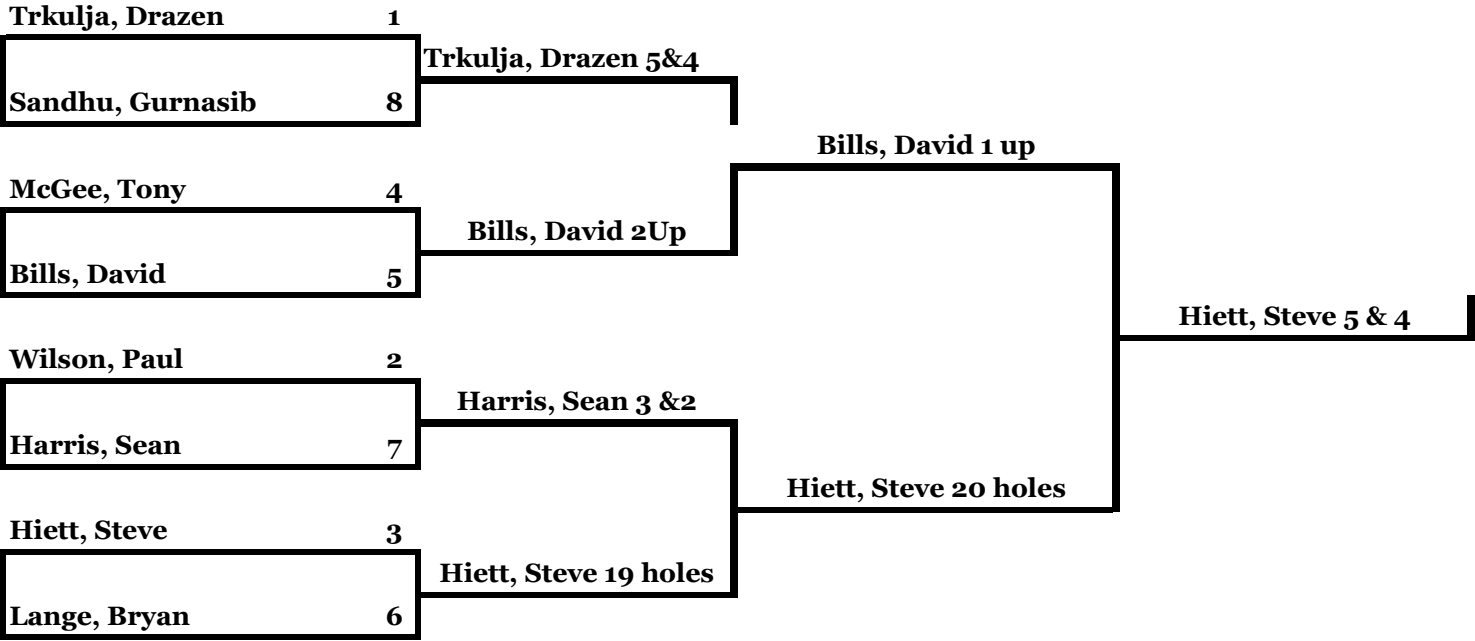 Trkulja, Drazen 1
Trkulja, Drazen 5&4
Sandhu, Gurnasib 8
Bills, David 1 up
McGee, Tony 4
Bills, David 2Up
Bills, David 5
Hiett, Steve 5 & 4
Wilson, Paul 2
Harris, Sean 3 &2
Harris, Sean 7
Hiett, Steve 20 holes
Hiett, Steve 3
Hiett, Steve 19 holes
Lange, Bryan 6